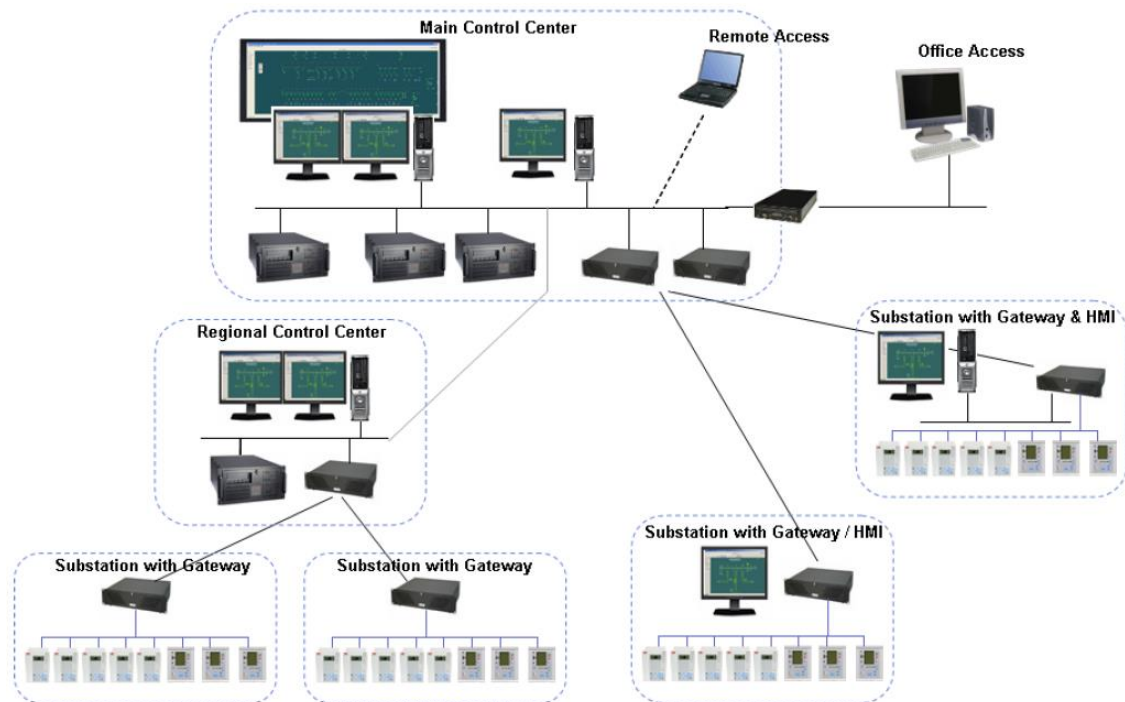 Main Control Center
Remote Access
Office Access
Regional Control Center
Substation with Gateway & HMI
Substation with Gateway / HMI
Substation with Gateway
Substation with Gateway